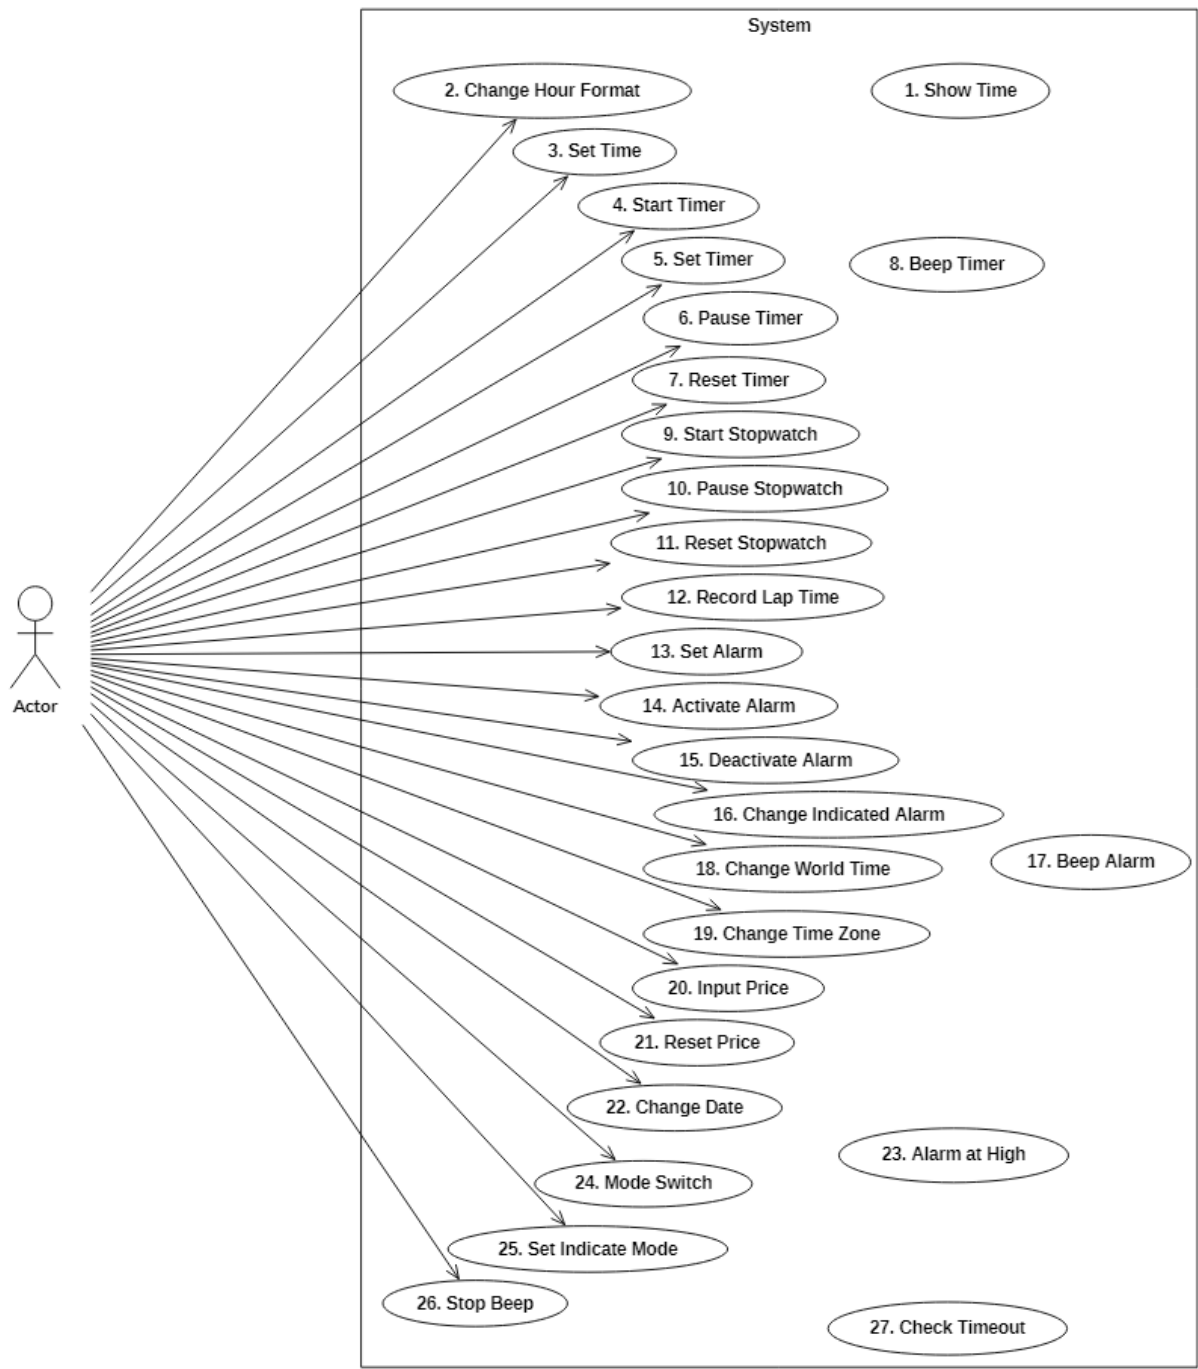 System
2. Change Hour Format
1. Show Time
3. Set Time
4. Start Timer
5. Set Timer
8. Beep Timer
6. Pause Timer
7. Reset Timer
9. Start Stopwatch
10. Pause Stopwatch
11. Reset Stopwatch
12. Record Lap Time
13. Set Alarm
Actor
14. Activate Alarm
15. Deactivate Alarm
16. Change Indicated Alarm
17. Beep Alarm
18. Change World Time
19. Change Time Zone
20. Input Price
21. Reset Price
22. Change Date
23. Alarm at High
24. Mode Switch
25. Set Indicate Mode
26. Stop Beep
27. Check Timeout